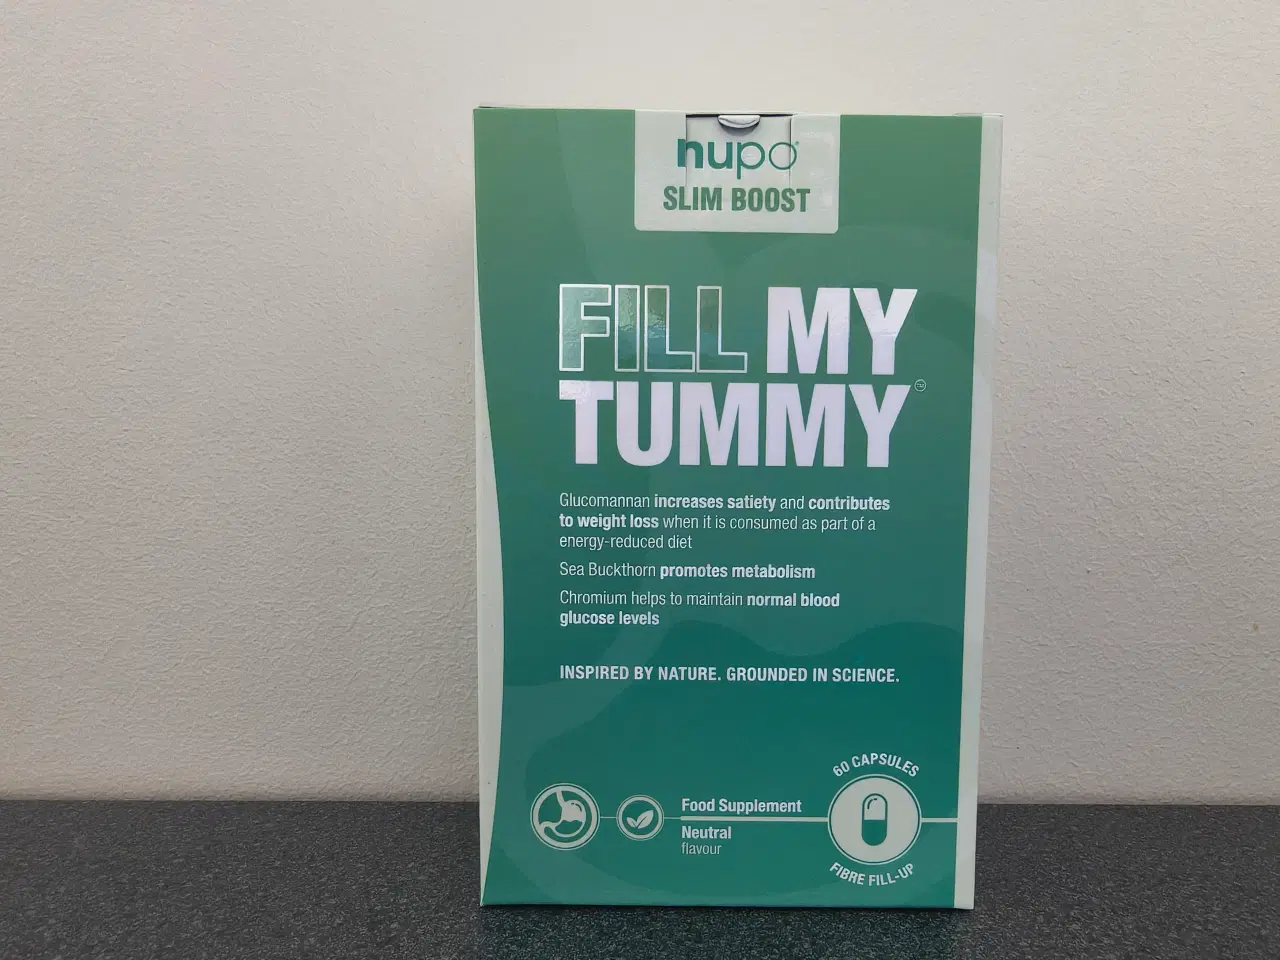 nupo
SLIM BOOST
FILL MY
TUMMY™
Glucomannan increases satiety and contributes
to weight loss when it is consumed as part of a
energy-reduced diet
Sea Buckthorn promotes metabolism
Chromium helps to maintain normal blood
glucose levels
INSPIRED BY NATURE. GROUNDED IN SCIENCE.
60 CAPSULES
Food Supplement
Neutral
flavour
FIBRE FILL-UP